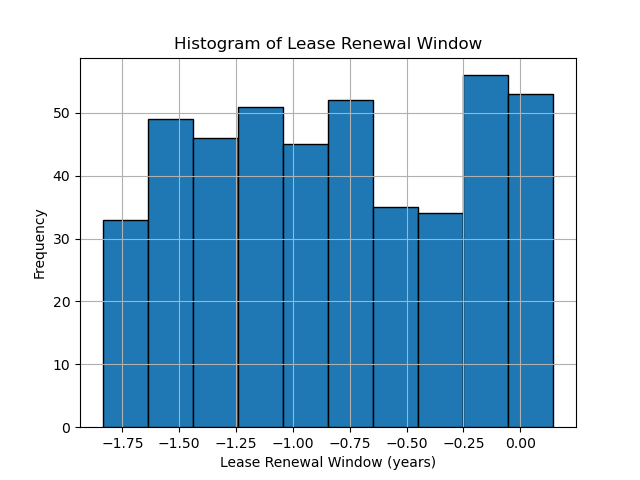 Histogram of Lease Renewal Window
Frequency
50
40
30
20
10
0
−1.75 −1.50 −1.25 −1.00 −0.75 −0.50 −0.25 0.00
Lease Renewal Window (years)